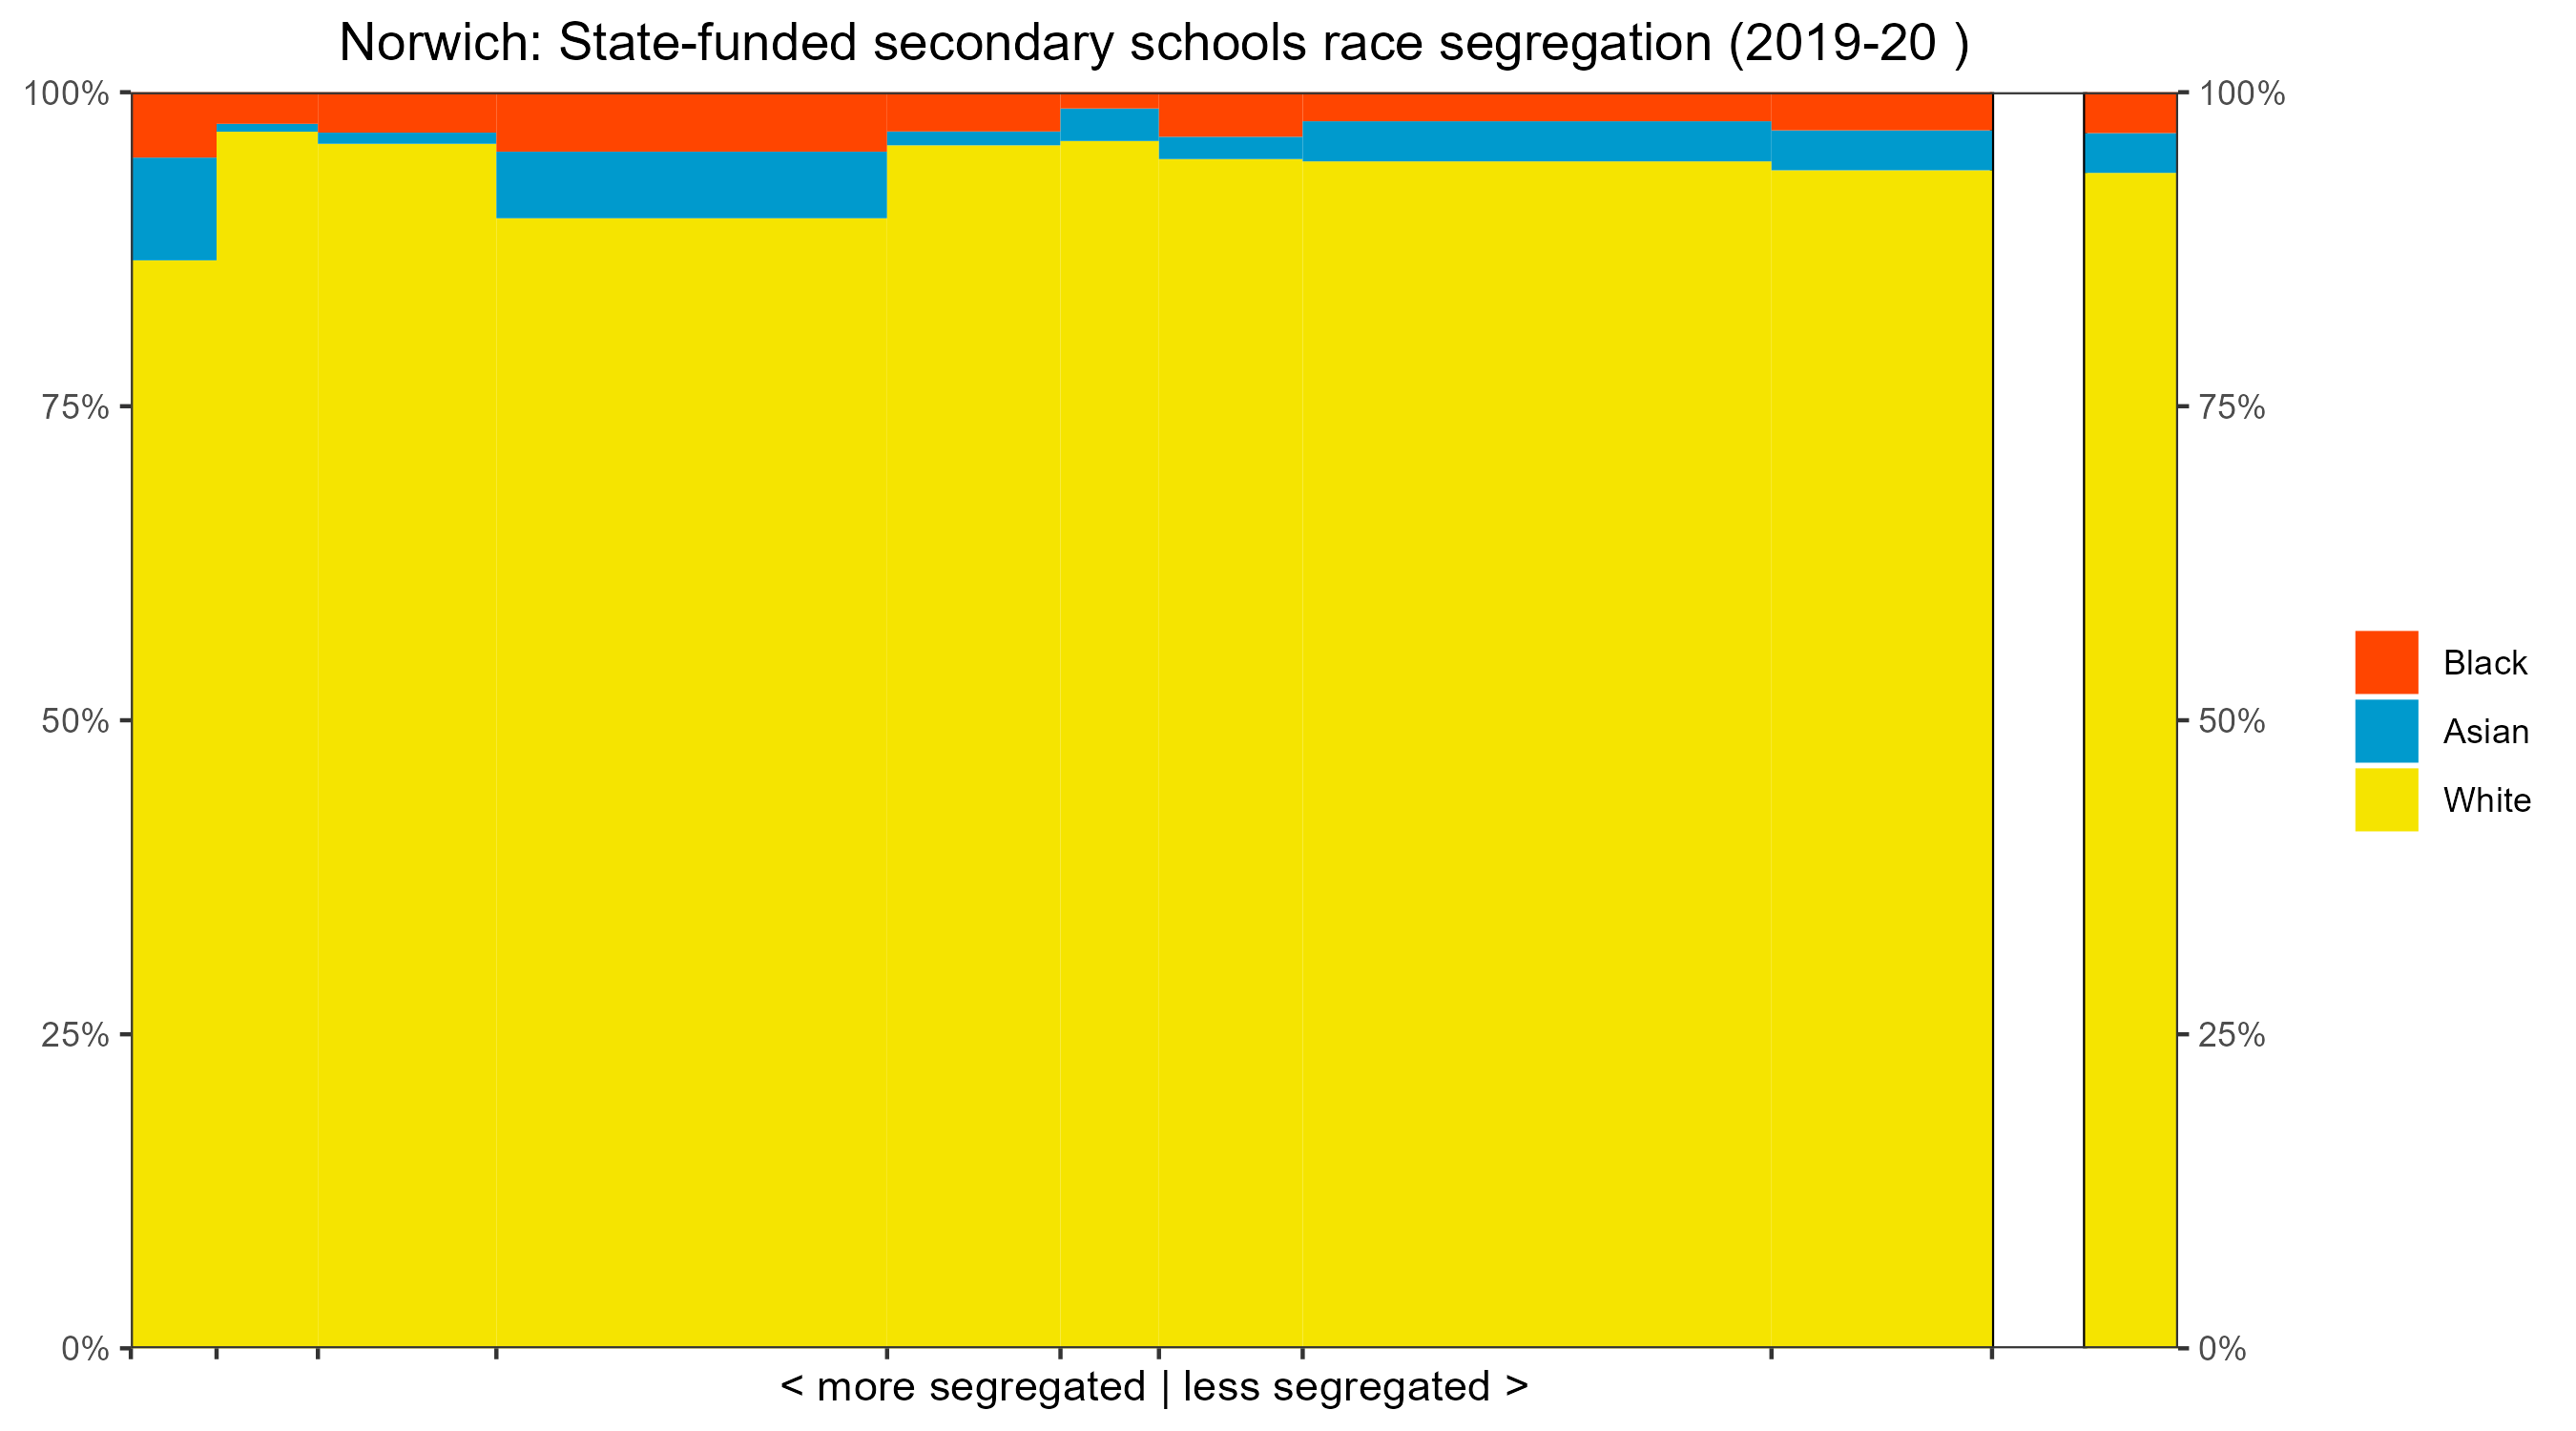 Norwich: State-funded secondary schools race segregation (2019-20 )
100%
75%
50%
25%
0%
100%
75%
50%
25%
0%
Black
Asian
White
< more segregated | less segregated >